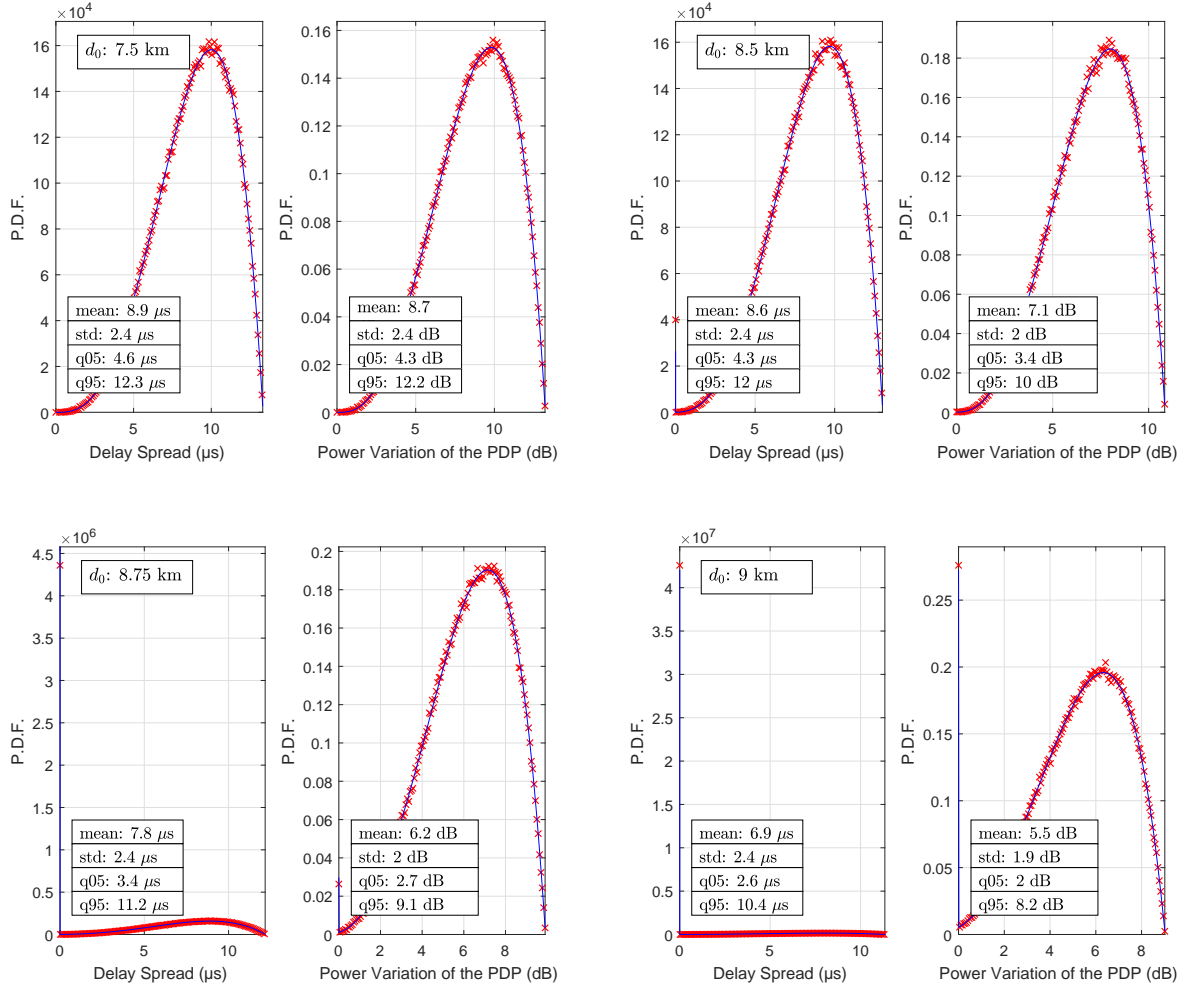 ×10⁴
d₀: 7.5 km
16
14
12
10
8
6
4
2
0
P.D.F.
mean: 8.9 μs
std: 2.4 μs
q05: 4.6 μs
q95: 12.3 μs
0 5 10
Delay Spread (μs)
0.16
0.14
0.12
0.1
0.08
0.06
0.04
0.02
0
P.D.F.
mean: 8.7
std: 2.4 dB
q05: 4.3 dB
q95: 12.2 dB
0 5 10
Power Variation of the PDP (dB)
×10⁴
d₀: 8.5 km
16
14
12
10
8
6
4
2
0
P.D.F.
mean: 8.6 μs
std: 2.4 μs
q05: 4.3 μs
q95: 12 μs
0 5 10
Delay Spread (μs)
0.18
0.16
0.14
0.12
0.1
0.08
0.06
0.04
0.02
0
P.D.F.
mean: 7.1 dB
std: 2 dB
q05: 3.4 dB
q95: 10 dB
0 5 10
Power Variation of the PDP (dB)
×10⁶
d₀: 8.75 km
4.5
4
3.5
3
2.5
2
1.5
1
0.5
0
P.D.F.
mean: 7.8 μs
std: 2.4 μs
q05: 3.4 μs
q95: 11.2 μs
0 5 10
Delay Spread (μs)
0.2
0.18
0.16
0.14
0.12
0.1
0.08
0.06
0.04
0.02
0
P.D.F.
mean: 6.2 dB
std: 2 dB
q05: 2.7 dB
q95: 9.1 dB
0 2 4 6 8
Power Variation of the PDP (dB)
×10⁷
d₀: 9 km
4
3.5
3
2.5
2
1.5
1
0.5
0
P.D.F.
mean: 6.9 μs
std: 2.4 μs
q05: 2.6 μs
q95: 10.4 μs
0 5 10
Delay Spread (μs)
0.25
0.2
0.15
0.1
0.05
0
P.D.F.
mean: 5.5 dB
std: 1.9 dB
q05: 2 dB
q95: 8.2 dB
0 2 4 6 8
Power Variation of the PDP (dB)